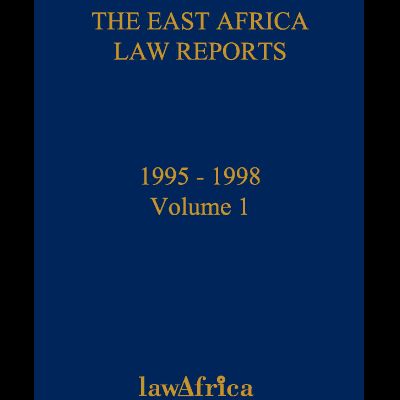 THE EAST AFRICA
LAW REPORTS
1995 - 1998
Volume 1
lawAfrica